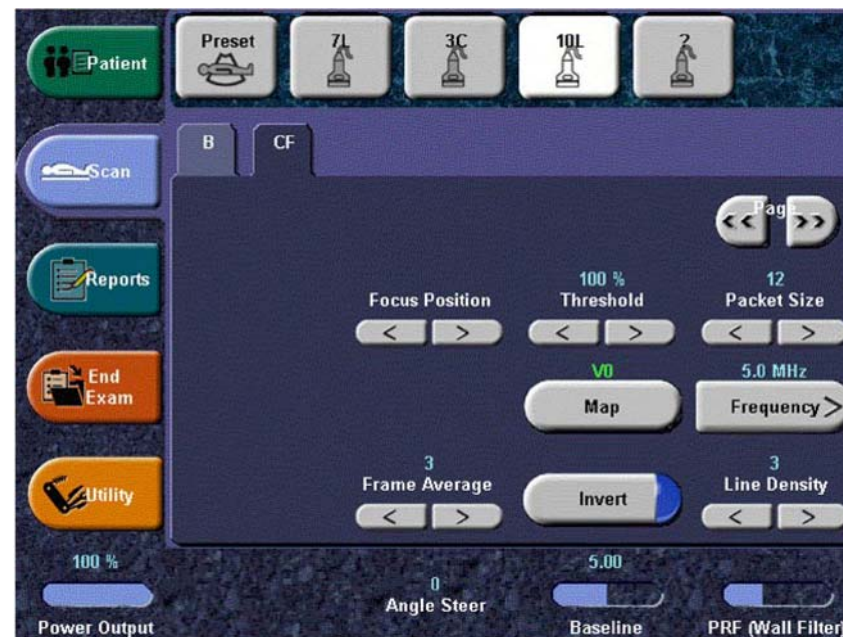 Patient
Preset
7L
3C
10L
2
Scan
B
CF
Page
<<
>>
Reports
Focus Position
< >
100 %
Threshold
< >
12
Packet Size
< >
End
Exam
V0
Map
5.0 MHz
Frequency >
Utility
3
Frame Average
< >
Invert
3
Line Density
< >
100 %
Power Output
0
Angle Steer
5.00
Baseline
PRF (Wall Filter)